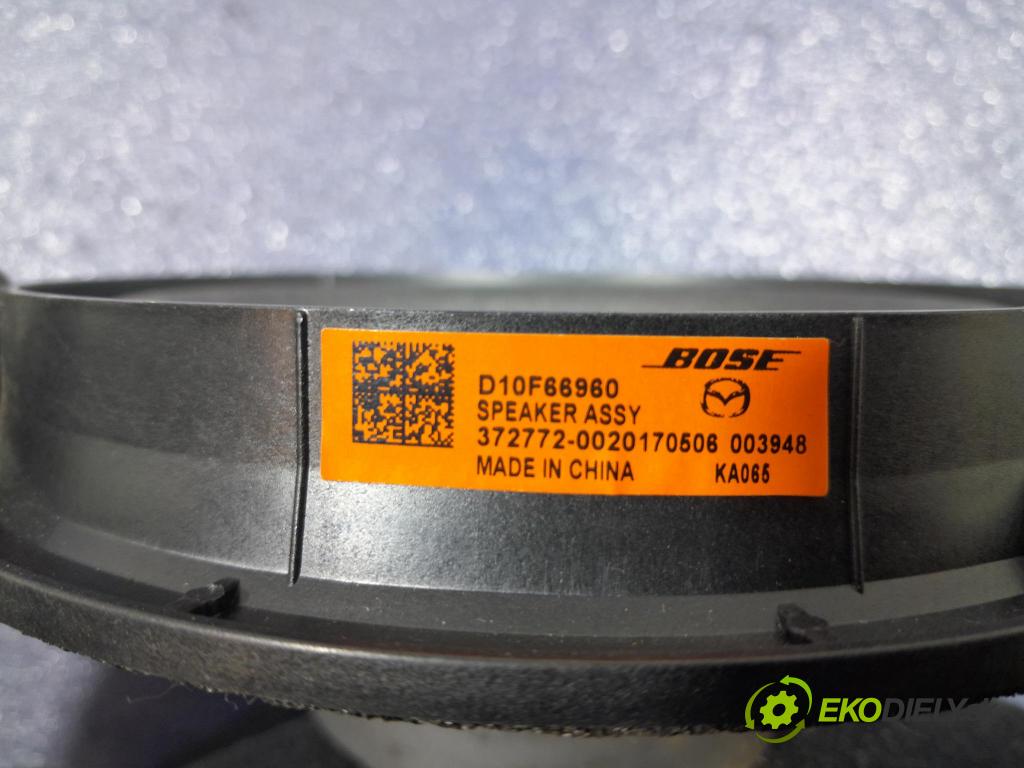 BOSE
D10F66960
SPEAKER ASSY
372772-0020170506 003948
MADE IN CHINA KA065
EKODIELY